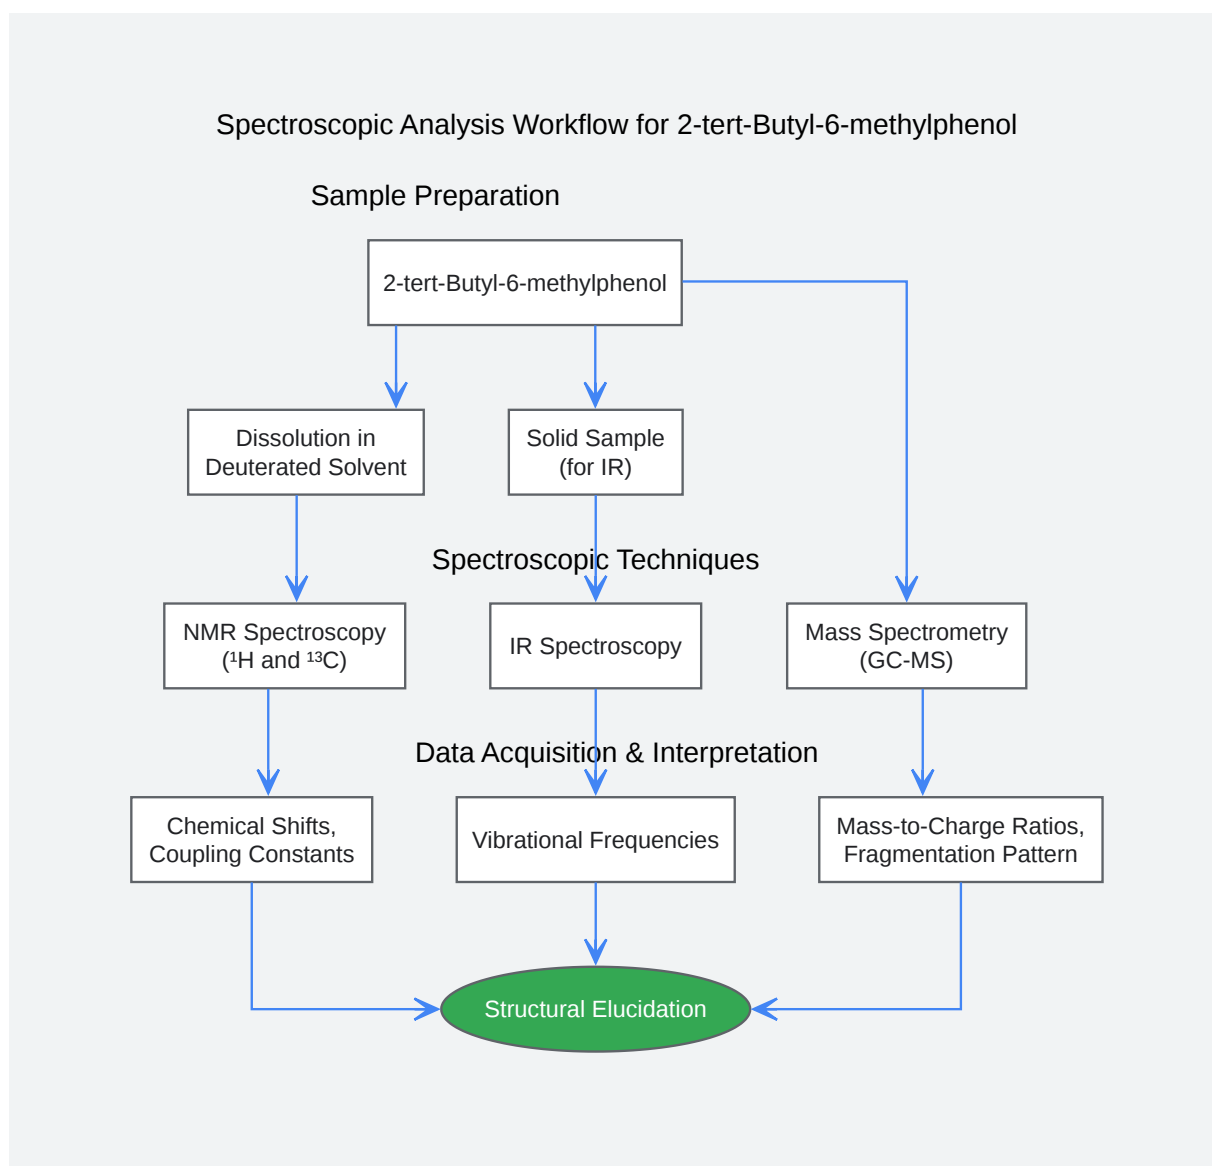 Spectroscopic Analysis Workflow for 2-tert-Butyl-6-methylphenol
Sample Preparation
2-tert-Butyl-6-methylphenol
Dissolution in
Deuterated Solvent
Solid Sample
(for IR)
Spectroscopic Techniques
NMR Spectroscopy
(¹H and ¹³C)
IR Spectroscopy
Mass Spectrometry
(GC-MS)
Data Acquisition & Interpretation
Chemical Shifts,
Coupling Constants
Vibrational Frequencies
Mass-to-Charge Ratios,
Fragmentation Pattern
Structural Elucidation